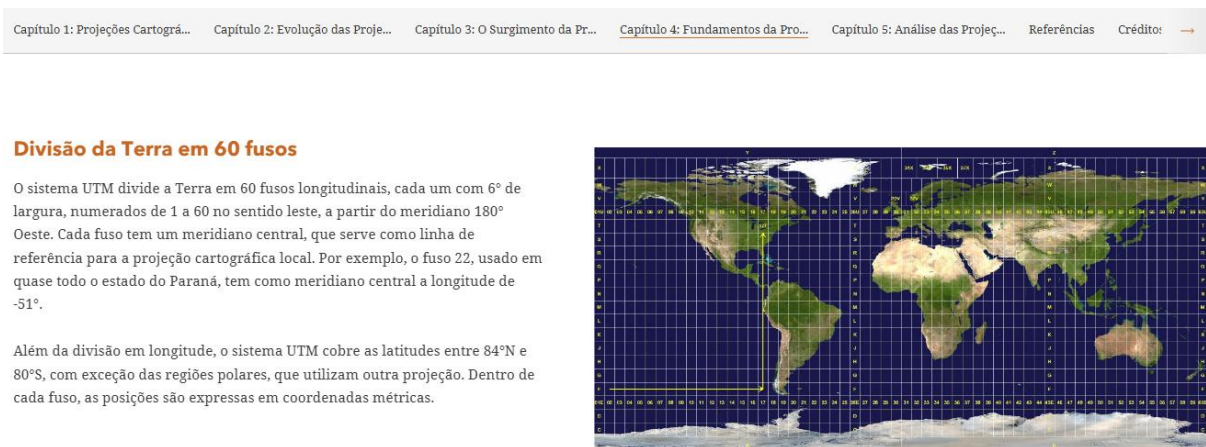 Capítulo 1: Projeções Cartográ...
Capítulo 2: Evolução das Proje...
Capítulo 3: O Surgimento da Pr...
Capítulo 4: Fundamentos da Pro...
Capítulo 5: Análise das Projeç...
Referências
Créditos
→
Divisão da Terra em 60 fusos
O sistema UTM divide a Terra em 60 fusos longitudinais, cada um com 6° de
largura, numerados de 1 a 60 no sentido leste, a partir do meridiano 180°
Oeste. Cada fuso tem um meridiano central, que serve como linha de
referência para a projeção cartográfica local. Por exemplo, o fuso 22, usado em
quase todo o estado do Paraná, tem como meridiano central a longitude de
-51°.
Além da divisão em longitude, o sistema UTM cobre as latitudes entre 84°N e
80°S, com exceção das regiões polares, que utilizam outra projeção. Dentro de
cada fuso, as posições são expressas em coordenadas métricas.